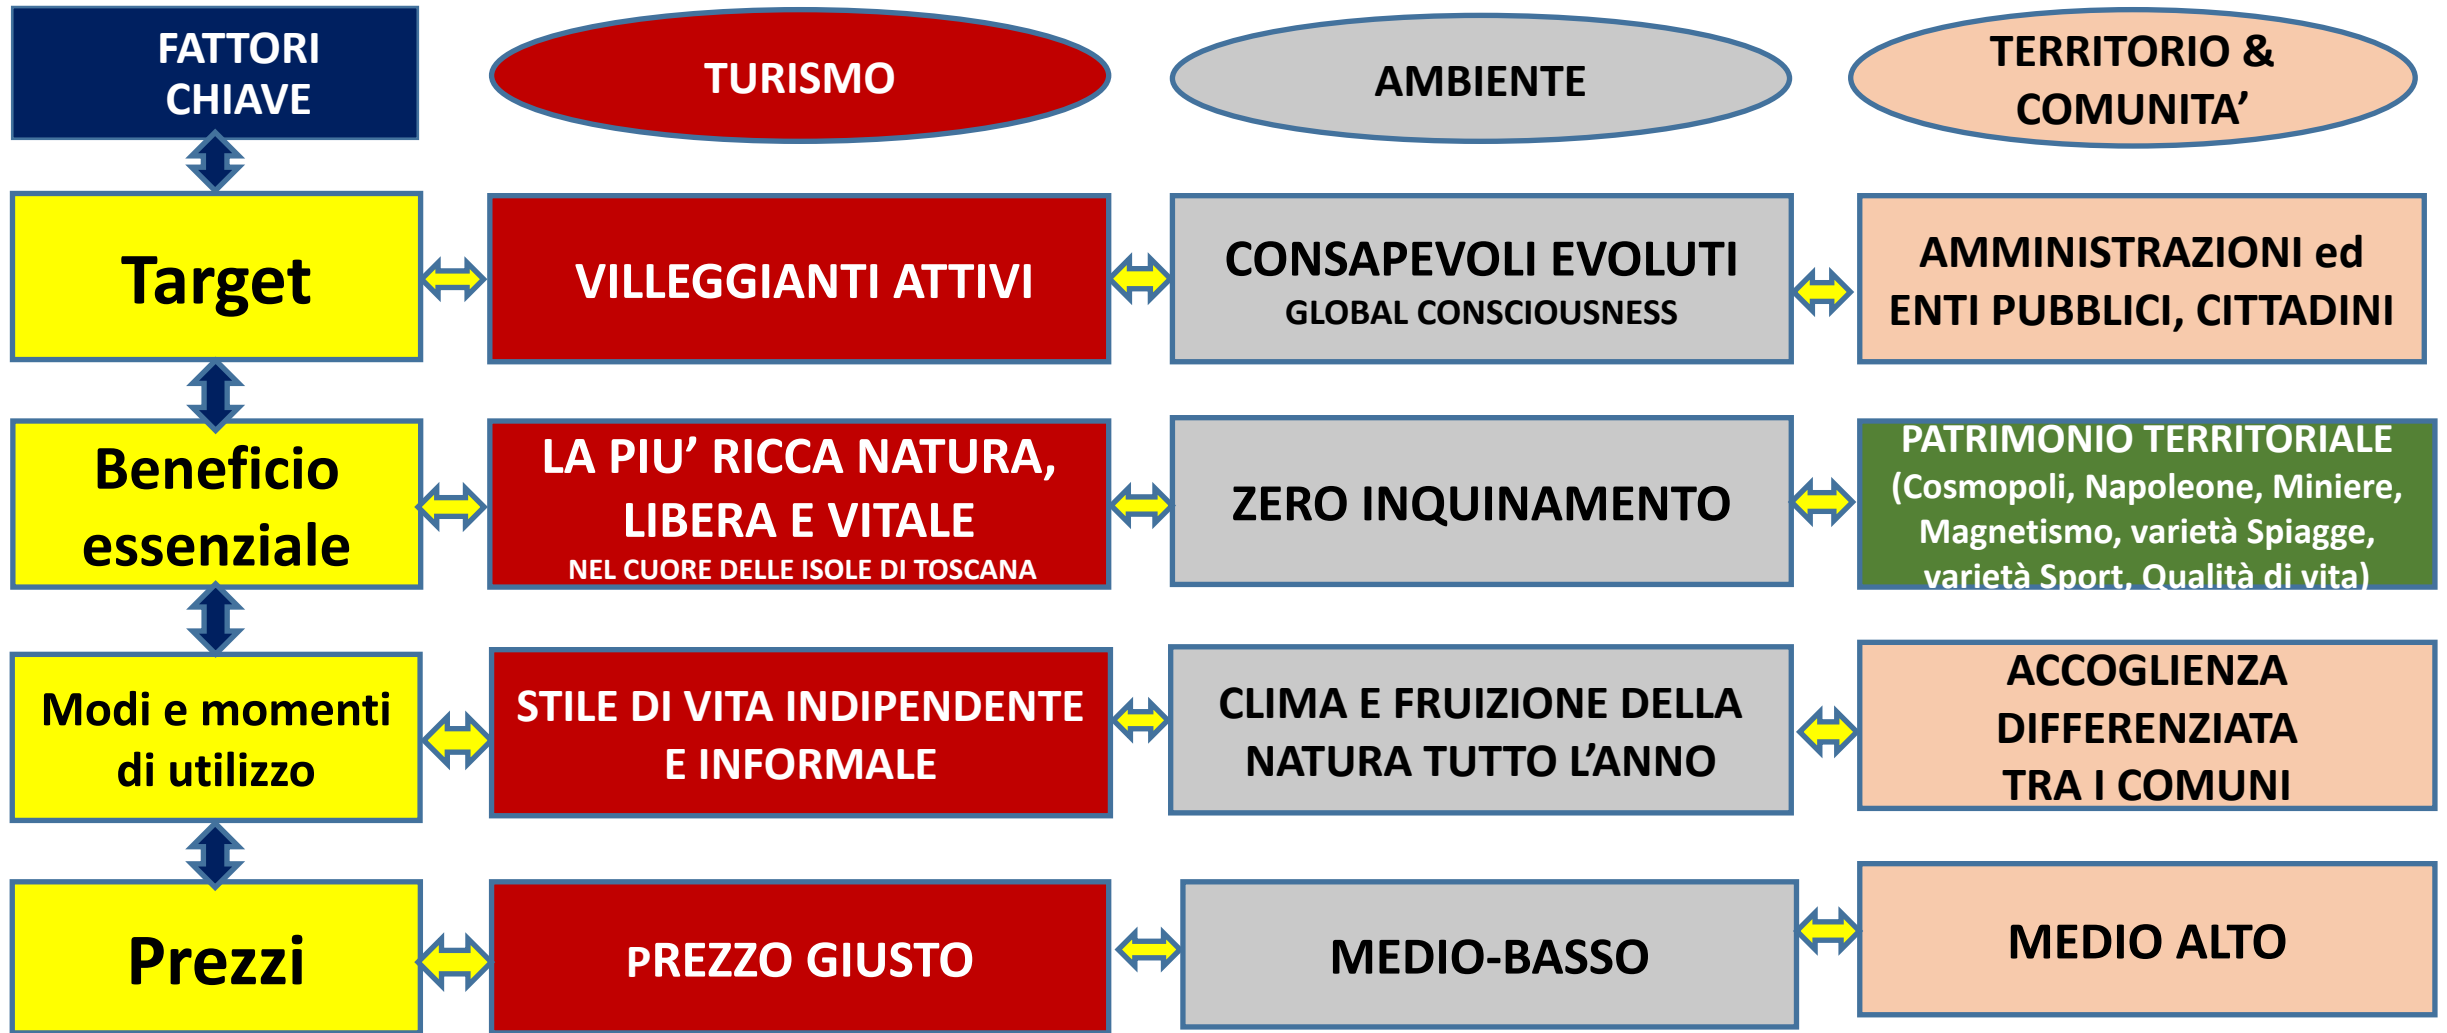 FATTORI
CHIAVE
TURISMO
AMBIENTE
TERRITORIO &
COMUNITA’
Target
VILLEGGIANTI ATTIVI
CONSAPEVOLI EVOLUTI
GLOBAL CONSCIOUSNESS
AMMINISTRAZIONI ed
ENTI PUBBLICI, CITTADINI
Beneficio
essenziale
LA PIU’ RICCA NATURA,
LIBERA E VITALE
NEL CUORE DELLE ISOLE DI TOSCANA
ZERO INQUINAMENTO
PATRIMONIO TERRITORIALE
(Cosmopoli, Napoleone, Miniere,
Magnetismo, varietà Spiagge,
varietà Sport, Qualità di vita)
Modi e momenti
di utilizzo
STILE DI VITA INDIPENDENTE
E INFORMALE
CLIMA E FRUIZIONE DELLA
NATURA TUTTO L’ANNO
ACCOGLIENZA
DIFFERENZIATA
TRA I COMUNI
Prezzi
PREZZO GIUSTO
MEDIO-BASSO
MEDIO ALTO